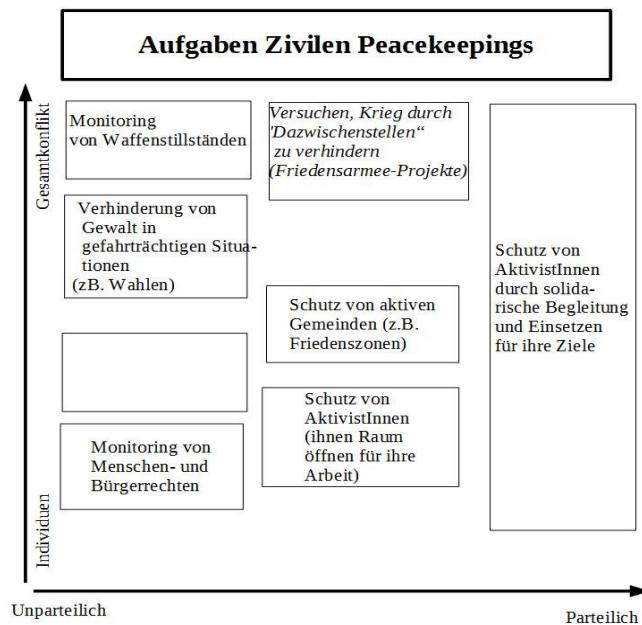 Aufgaben Zivilen Peacekeepings
Gesamtkonflikt
Monitoring
von Waffenstillständen
Versuchen, Krieg durch
"Dazwischenstellen“
zu verhindern
(Friedensarmee-Projekte)
Verhinderung von
Gewalt in
gefahrträchtigen Situa-
tionen
(zB. Wahlen)
Schutz von
AktivistInnen
durch solida-
rische Begleitung
und Einsetzen
für ihre Ziele
Schutz von aktiven
Gemeinden (z.B.
Friedenszonen)
Schutz von
AktivistInnen
(ihnen Raum
öffnen für ihre
Arbeit)
Monitoring von
Menschen- und
Bürgerrechten
Individuen
Unparteilich
Parteilich